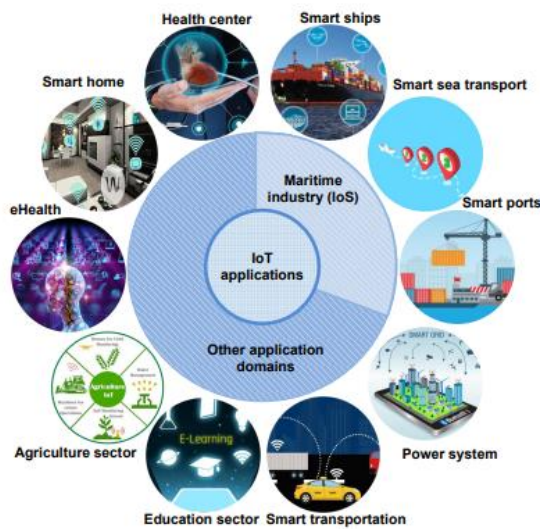 Health center
Smart ships
Smart home
Smart sea transport
Maritime
industry (IoS)
eHealth
Smart ports
IoT
applications
Other application
domains
Agriculture
IoT
SMART GRID
E-Learning
Agriculture sector
Power system
Education sector
Smart transportation